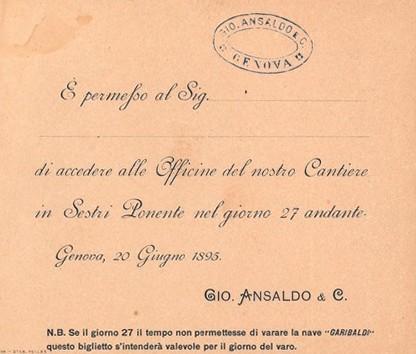 GIO. ANSALDO & C.
GENOVA
È permesso al Sig.
di accedere alle Officine del nostro Cantiere
in Sestri Ponente nel giorno 27 andante.
Genova, 20 Giugno 1895.
GIO. ANSALDO & C.
N.B. Se il giorno 27 il tempo non permettesse di varare la nave "GARIBALDI"
questo biglietto s'intenderà valevole per il giorno del varo.